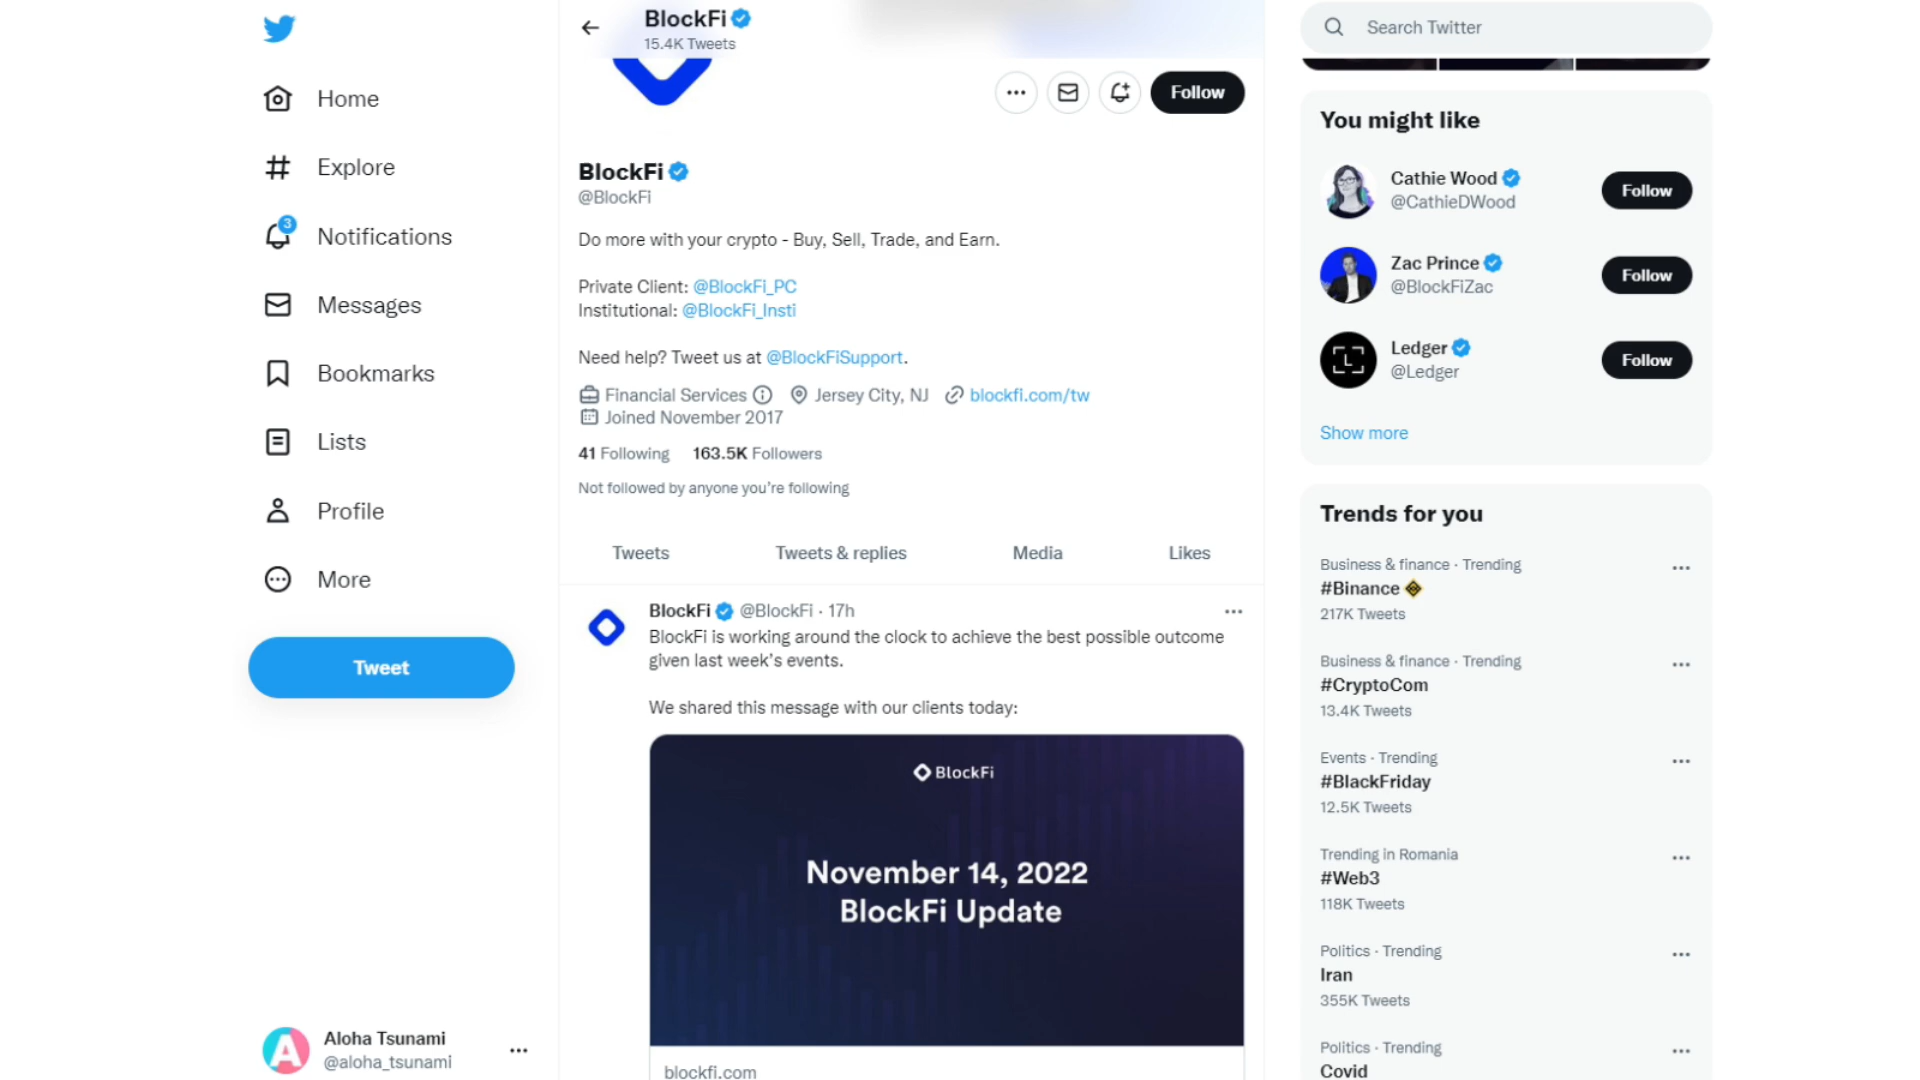 BlockFi
15.4K Tweets
Search Twitter
Home
Explore
3
Notifications
Messages
Bookmarks
Lists
Profile
More
Tweet
Aloha Tsunami
@aloha_tsunami
Follow
BlockFi
@BlockFi
Do more with your crypto - Buy, Sell, Trade, and Earn.
Private Client: @BlockFi_PC
Institutional: @BlockFi_Insti
Need help? Tweet us at @BlockFiSupport.
Financial Services Jersey City, NJ blockfi.com/tw
Joined November 2017
41 Following 163.5K Followers
Not followed by anyone you're following
Tweets Tweets & replies Media Likes
BlockFi @BlockFi · 17h
BlockFi is working around the clock to achieve the best possible outcome
given last week's events.
We shared this message with our clients today:
BlockFi
November 14, 2022
BlockFi Update
blockfi.com
You might like
Cathie Wood
@CathieDWood
Follow
Zac Prince
@BlockFiZac
Follow
L
Ledger
@Ledger
Follow
Show more
Trends for you
Business & finance · Trending
#Binance
217K Tweets
Business & finance · Trending
#CryptoCom
13.4K Tweets
Events · Trending
#BlackFriday
12.5K Tweets
Trending in Romania
#Web3
118K Tweets
Politics · Trending
Iran
355K Tweets
Politics · Trending
Covid